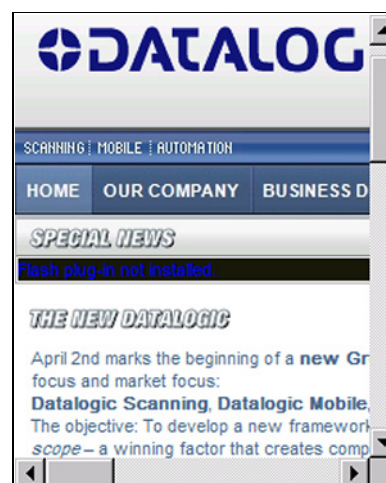 DATALOG
SCANNING MOBILE AUTOMATION
HOME OUR COMPANY BUSINESS D
SPECIAL NEWS
Flash plug-in not installed.
THE NEW DATALOGIC
April 2nd marks the beginning of a new Gr
focus and market focus:
Datalogic Scanning, Datalogic Mobile,
The objective: To develop a new framework
scope – a winning factor that creates comp